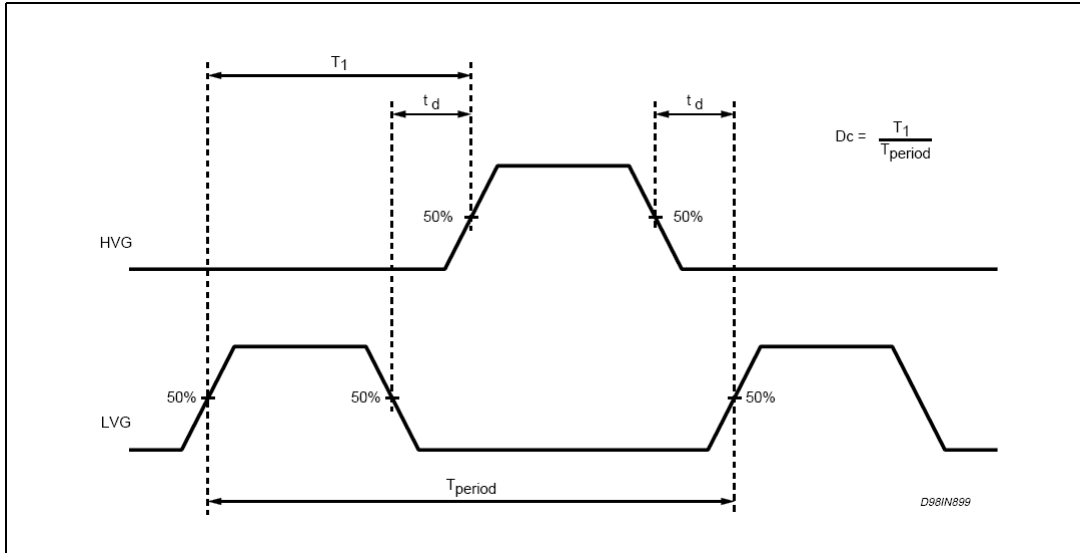 T1
td
td
Dc = T1
Tperiod
50%
50%
HVG
50%
50%
50%
LVG
Tperiod
D98IN899